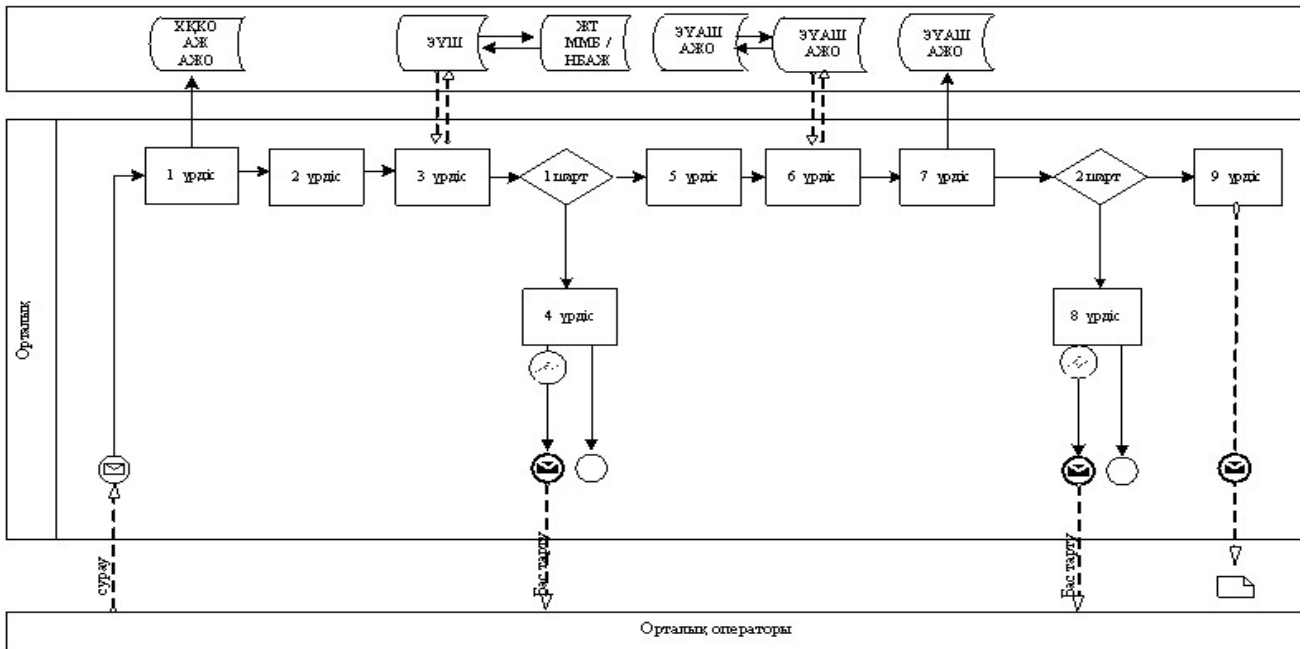 ХҚКО
АЖ
АЖО
ЭҮШ
ЖТ
ММБ /
НБАЖ
ЭҮАШ
АЖО
ЭҮАШ
АЖО
ЭҮАШ
АЖО
1 үрдіс
2 үрдіс
3 үрдіс
1 шарт
5 үрдіс
6 үрдіс
7 үрдіс
2 шарт
9 үрдіс
4 үрдіс
8 үрдіс
Орталық
сұрау
Бас тарту
Бас тарту
Орталық операторы